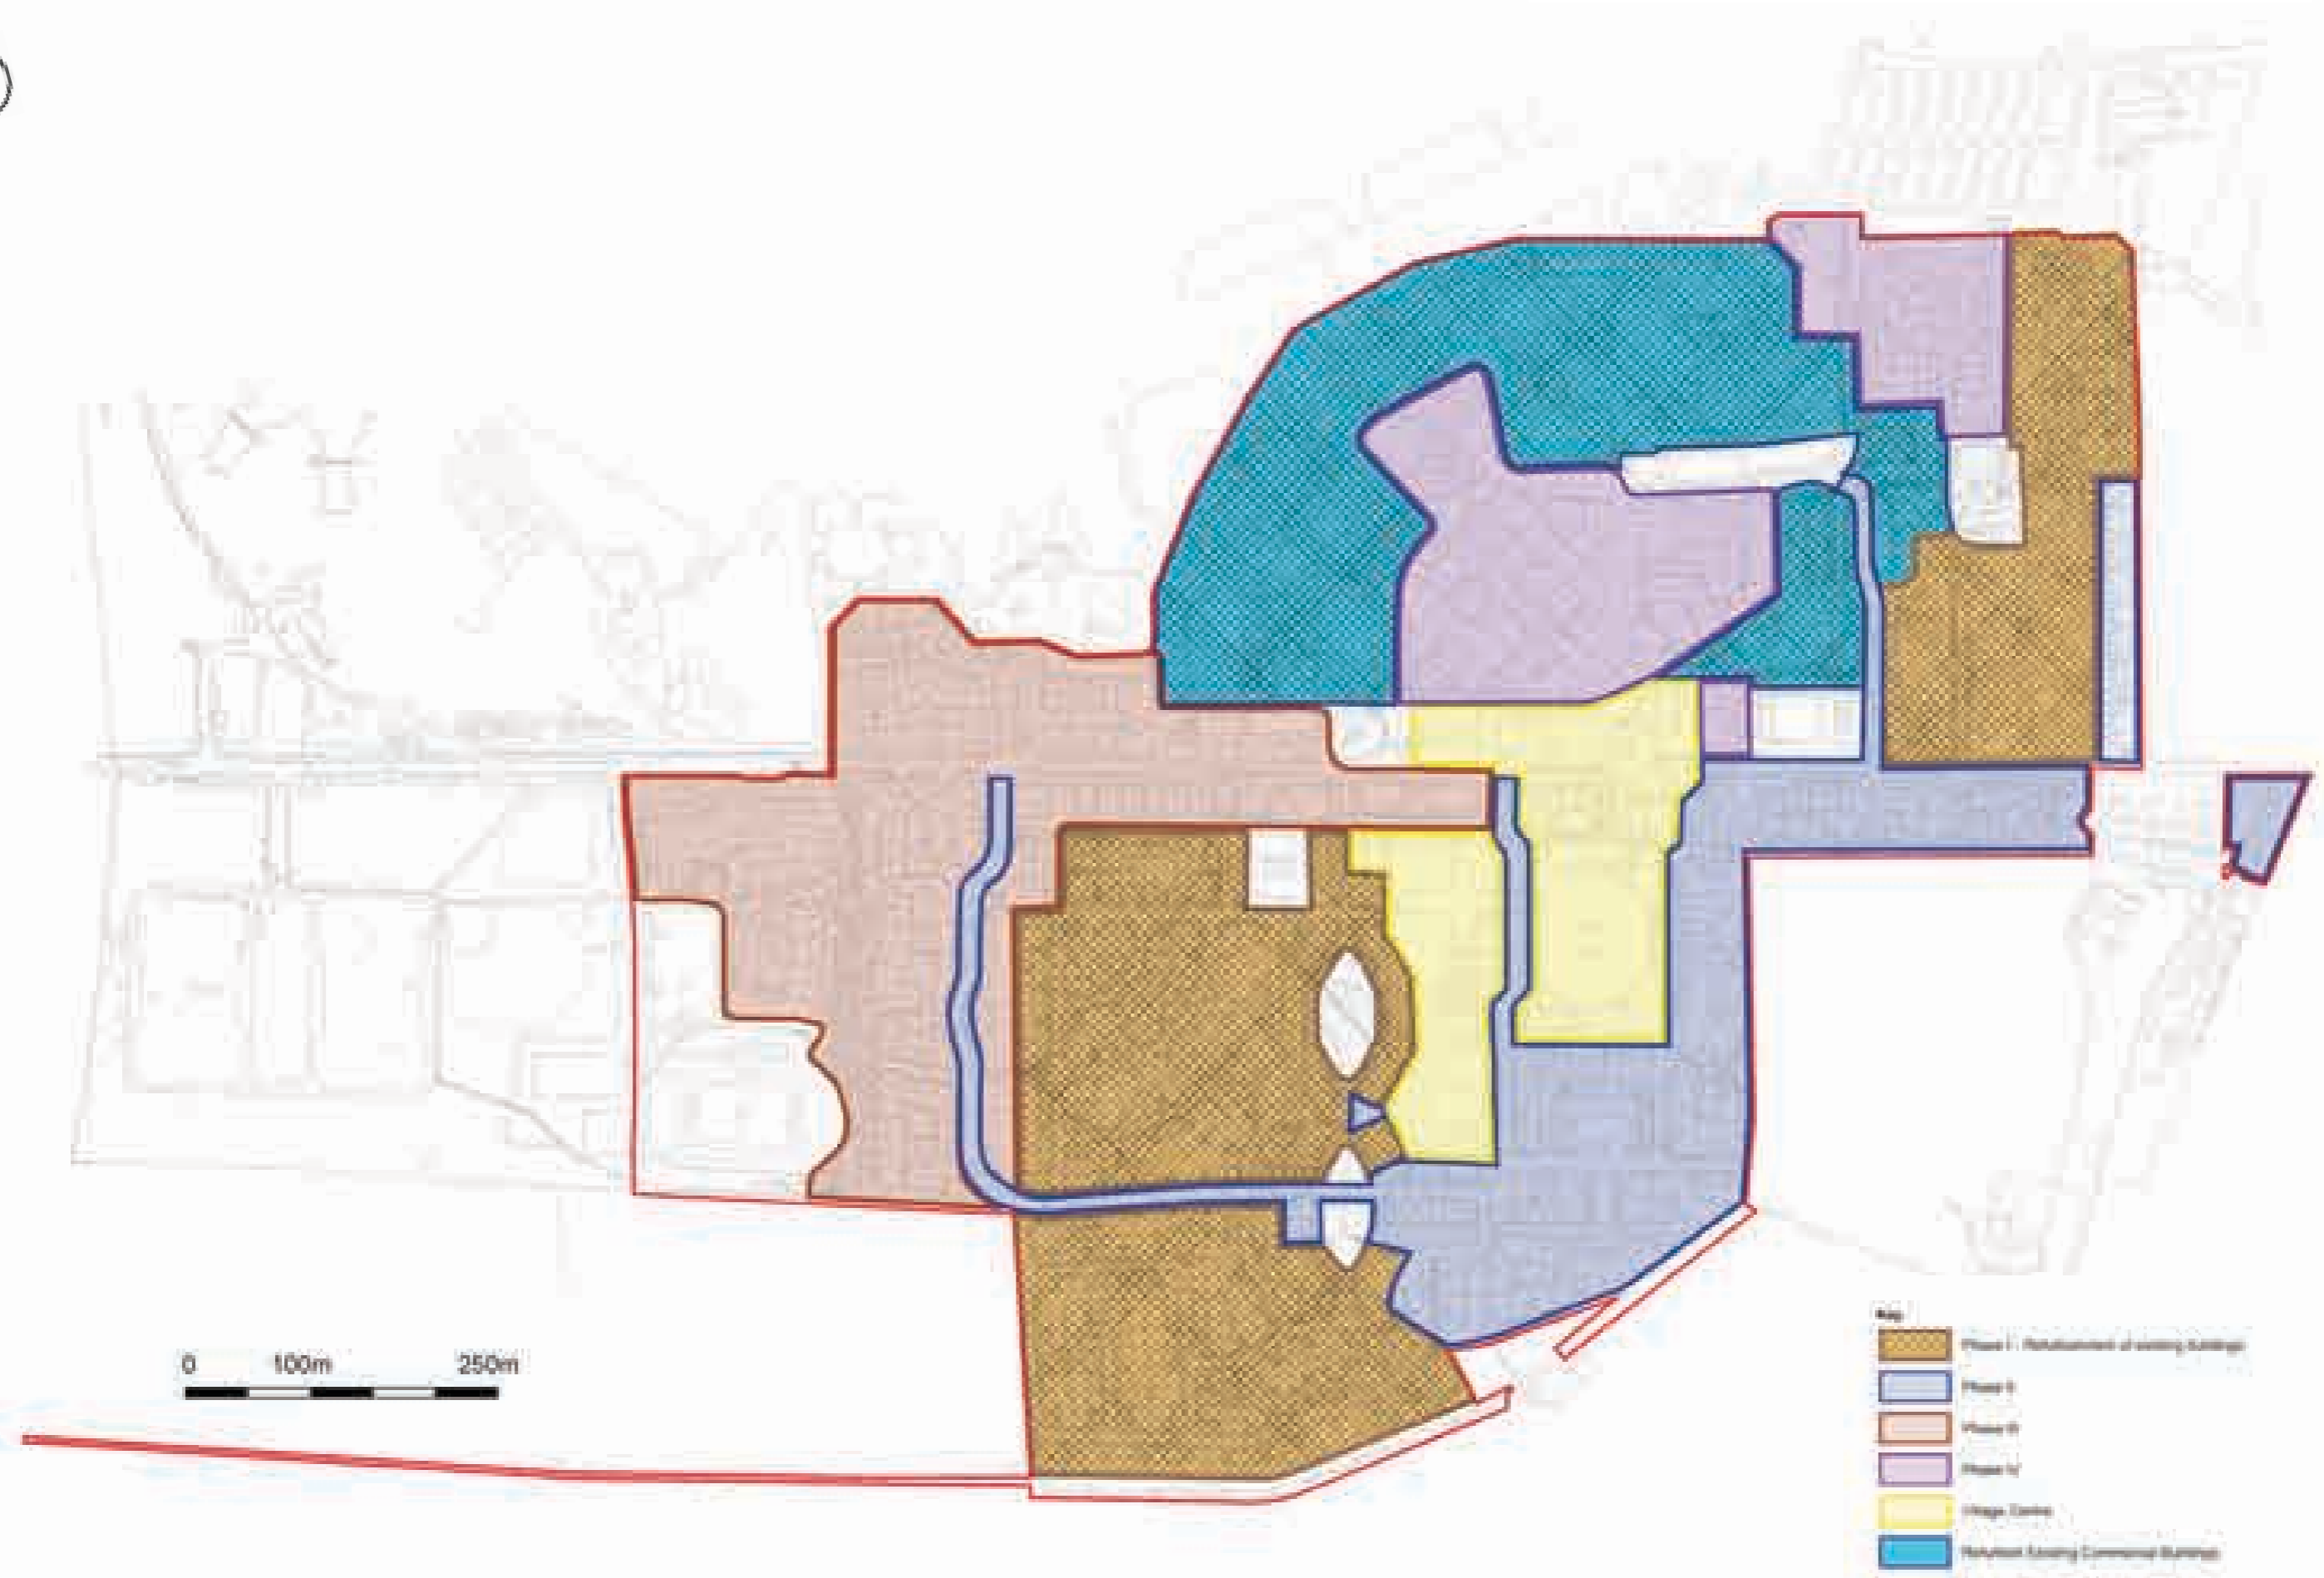 0 100m 250m
Key
Phase I - Refurbishment of existing buildings
Phase II
Phase III
Phase IV
Village Centre
Existing Commercial Buildings